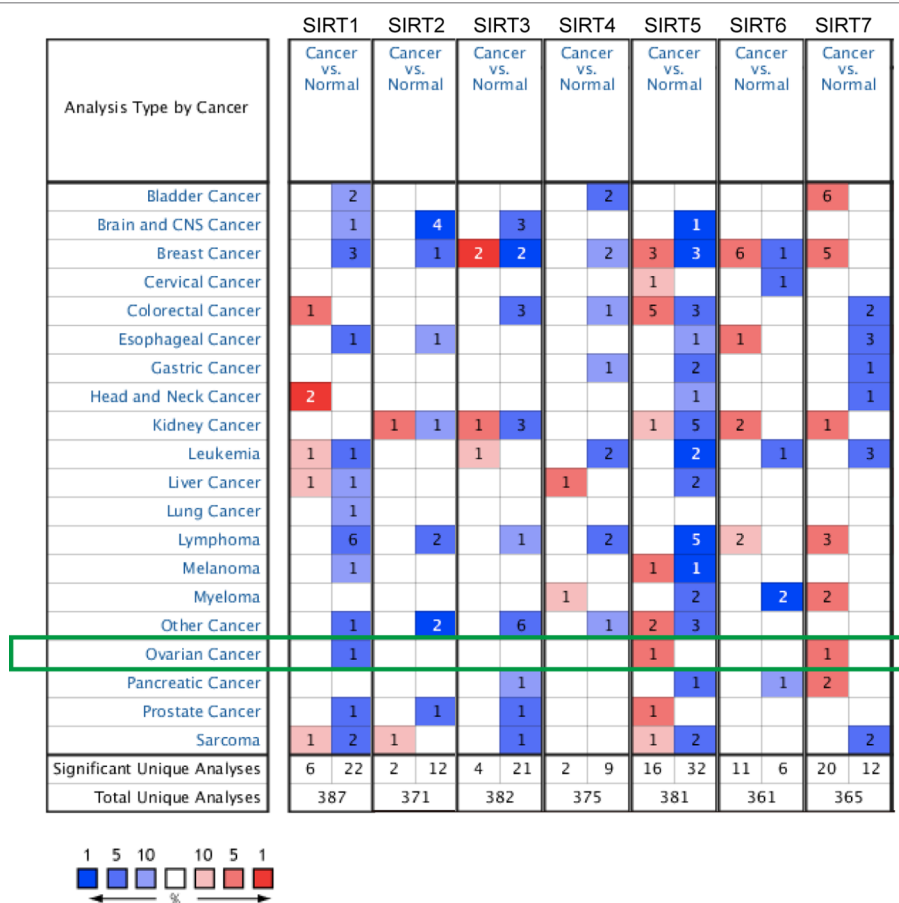 SIRT1 SIRT2 SIRT3 SIRT4 SIRT5 SIRT6 SIRT7
Analysis Type by Cancer
Cancer vs. Normal Cancer vs. Normal Cancer vs. Normal Cancer vs. Normal Cancer vs. Normal Cancer vs. Normal Cancer vs. Normal
Bladder Cancer 2 2 6
Brain and CNS Cancer 1 4 3 1
Breast Cancer 3 1 2 2 2 3 3 6 1 5
Cervical Cancer 1 1
Colorectal Cancer 1 3 1 5 3 2
Esophageal Cancer 1 1 1 1 3
Gastric Cancer 1 2 1
Head and Neck Cancer 2 1 1
Kidney Cancer 1 1 1 3 1 5 2 1
Leukemia 1 1 1 2 2 1 3
Liver Cancer 1 1 1 2
Lung Cancer 1
Lymphoma 6 2 1 2 5 2 3
Melanoma 1 1 1
Myeloma 1 2 2 2
Other Cancer 1 2 6 1 2 3
Ovarian Cancer 1 1 1
Pancreatic Cancer 1 1 1 2
Prostate Cancer 1 1 1 1
Sarcoma 1 2 1 1 1 2 2
Significant Unique Analyses 6 22 2 12 4 21 2 9 16 32 11 6 20 12
Total Unique Analyses 387 371 382 375 381 361 365
1 5 10 10 5 1
%